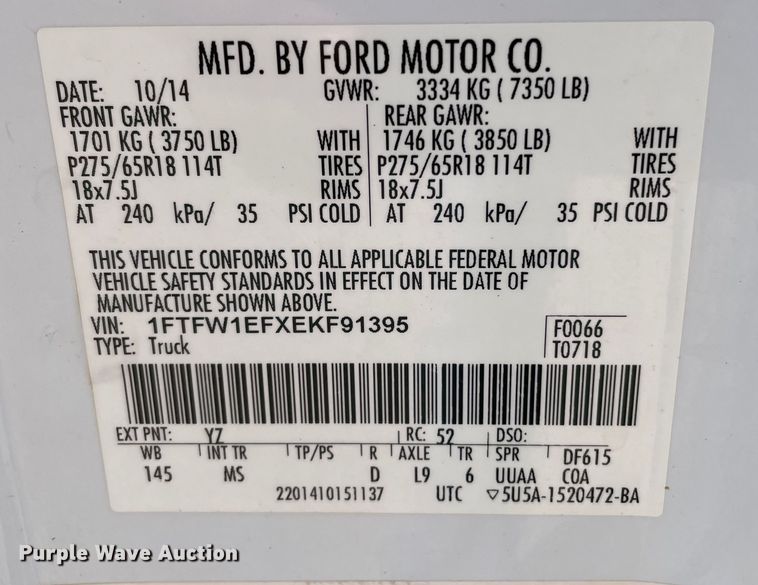 MFD. BY FORD MOTOR CO.
DATE: 10/14 GVWR: 3334 KG ( 7350 LB)
FRONT GAWR: REAR GAWR:
1701 KG ( 3750 LB) WITH 1746 KG ( 3850 LB) WITH
P275/65R18 114T TIRES P275/65R18 114T TIRES
18x7.5J RIMS 18x7.5J RIMS
AT 240 kPa/ 35 PSI COLD AT 240 kPa/ 35 PSI COLD
THIS VEHICLE CONFORMS TO ALL APPLICABLE FEDERAL MOTOR
VEHICLE SAFETY STANDARDS IN EFFECT ON THE DATE OF
MANUFACTURE SHOWN ABOVE.
VIN: 1FTFW1EFXEKF91395 F0066
TYPE: Truck T0718
EXT PNT: YZ RC: 52 DSO:
WB INT TR TP/PS R AXLE TR SPR DF615
145 MS D L9 6 UUAA COA
2201410151137 UTC ▽5U5A-1520472-BA
Purple Wave Auction